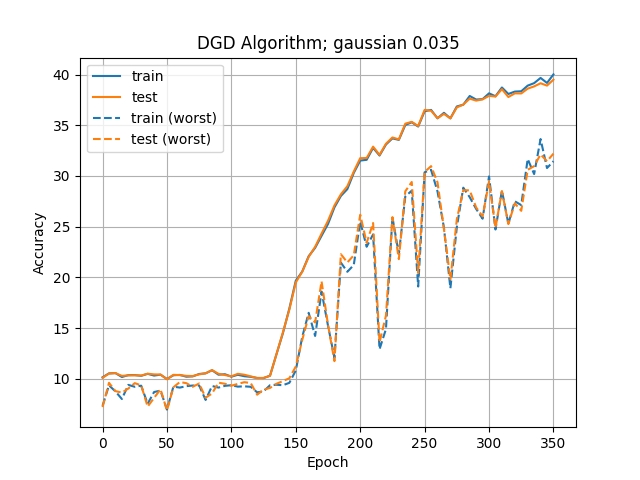 DGD Algorithm; gaussian 0.035
train
test
train (worst)
test (worst)
Accuracy
40
35
30
25
20
15
10
0 50 100 150 200 250 300 350
Epoch